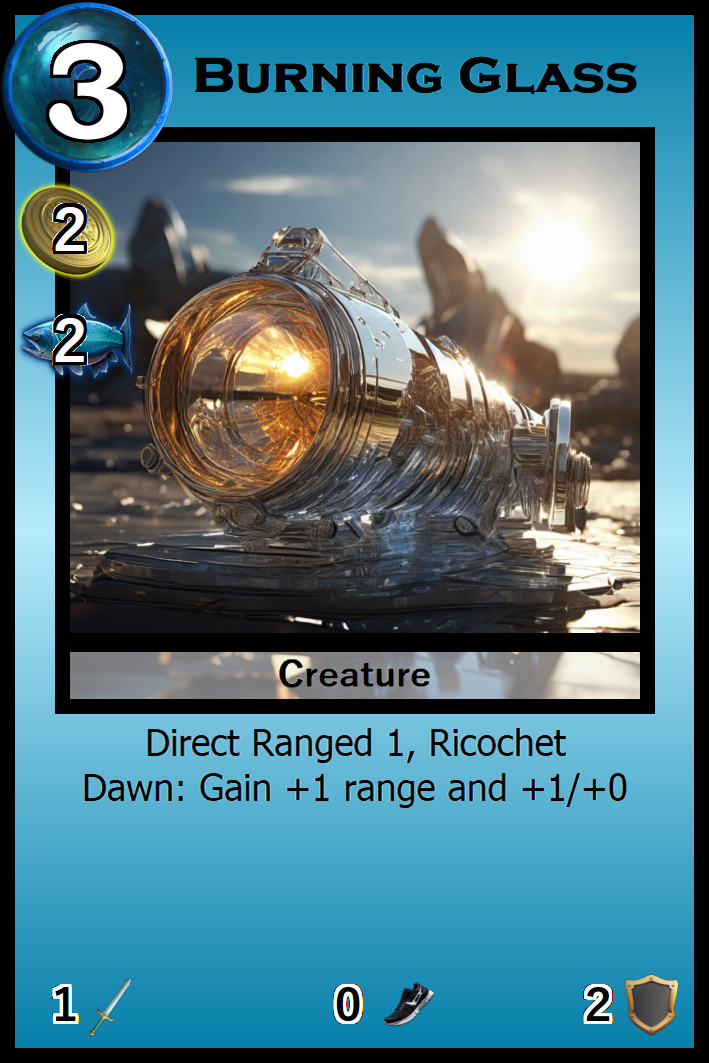 3
Burning Glass
2
2
Creature
Direct Ranged 1, Ricochet
Dawn: Gain +1 range and +1/+0
1
0
2